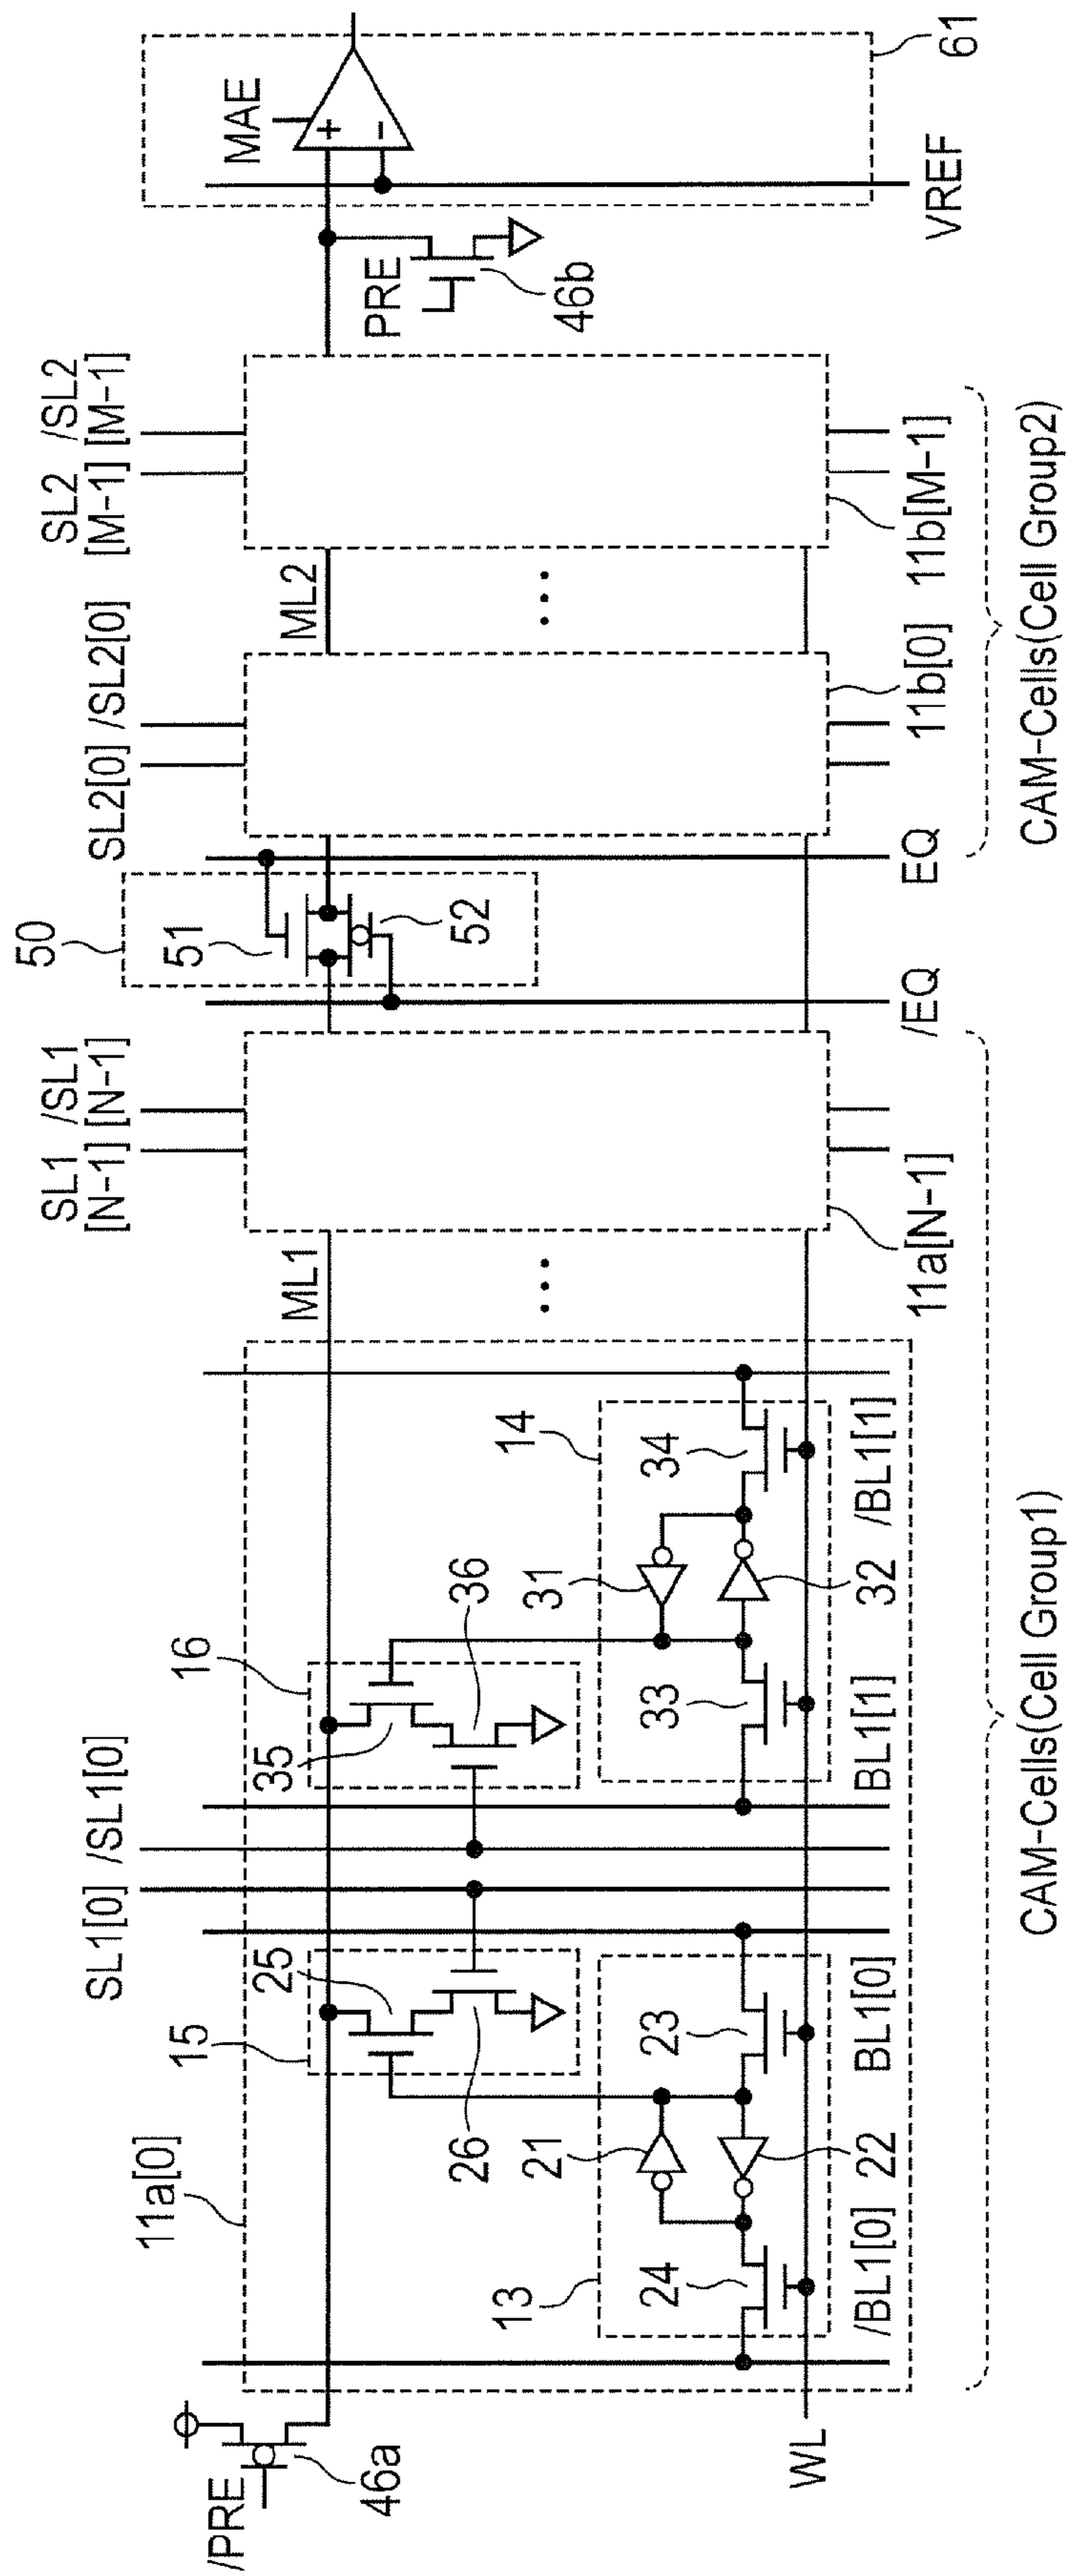 /PRE
46a
11a[0]
SL1[0]
/SL1[0]
SL1
[N-1]
/SL1
[N-1]
50
SL2[0]
/SL2[0]
SL2
[M-1]
/SL2
[M-1]
MAE
+
-
61
VREF
PRE
46b
ML1
ML2
51
52
/EQ
EQ
15
25
26
16
35
36
13
21
22
23
24
14
31
32
33
34
/BL1[0]
BL1[0]
BL1[1]
/BL1[1]
WL
...
...
11a[N-1]
11b[0]
11b[M-1]
CAM-Cells(Cell Group1)
CAM-Cells(Cell Group2)